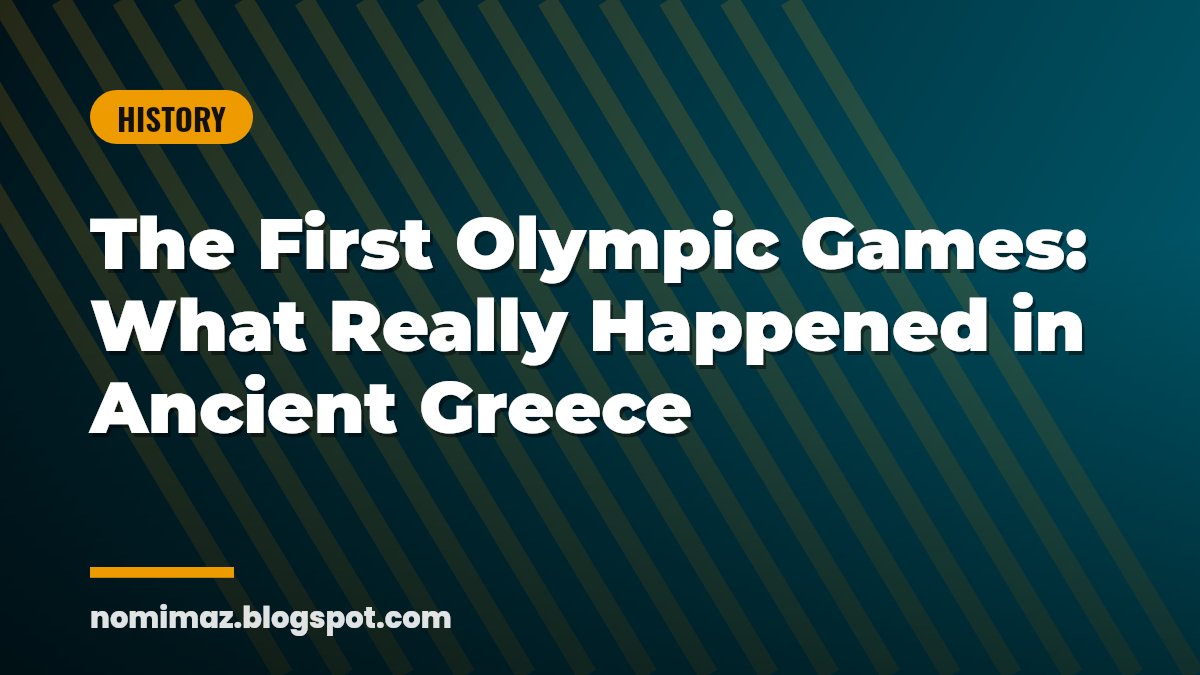 HISTORY
The First Olympic Games:
What Really Happened in
Ancient Greece
nomimaz.blogspot.com